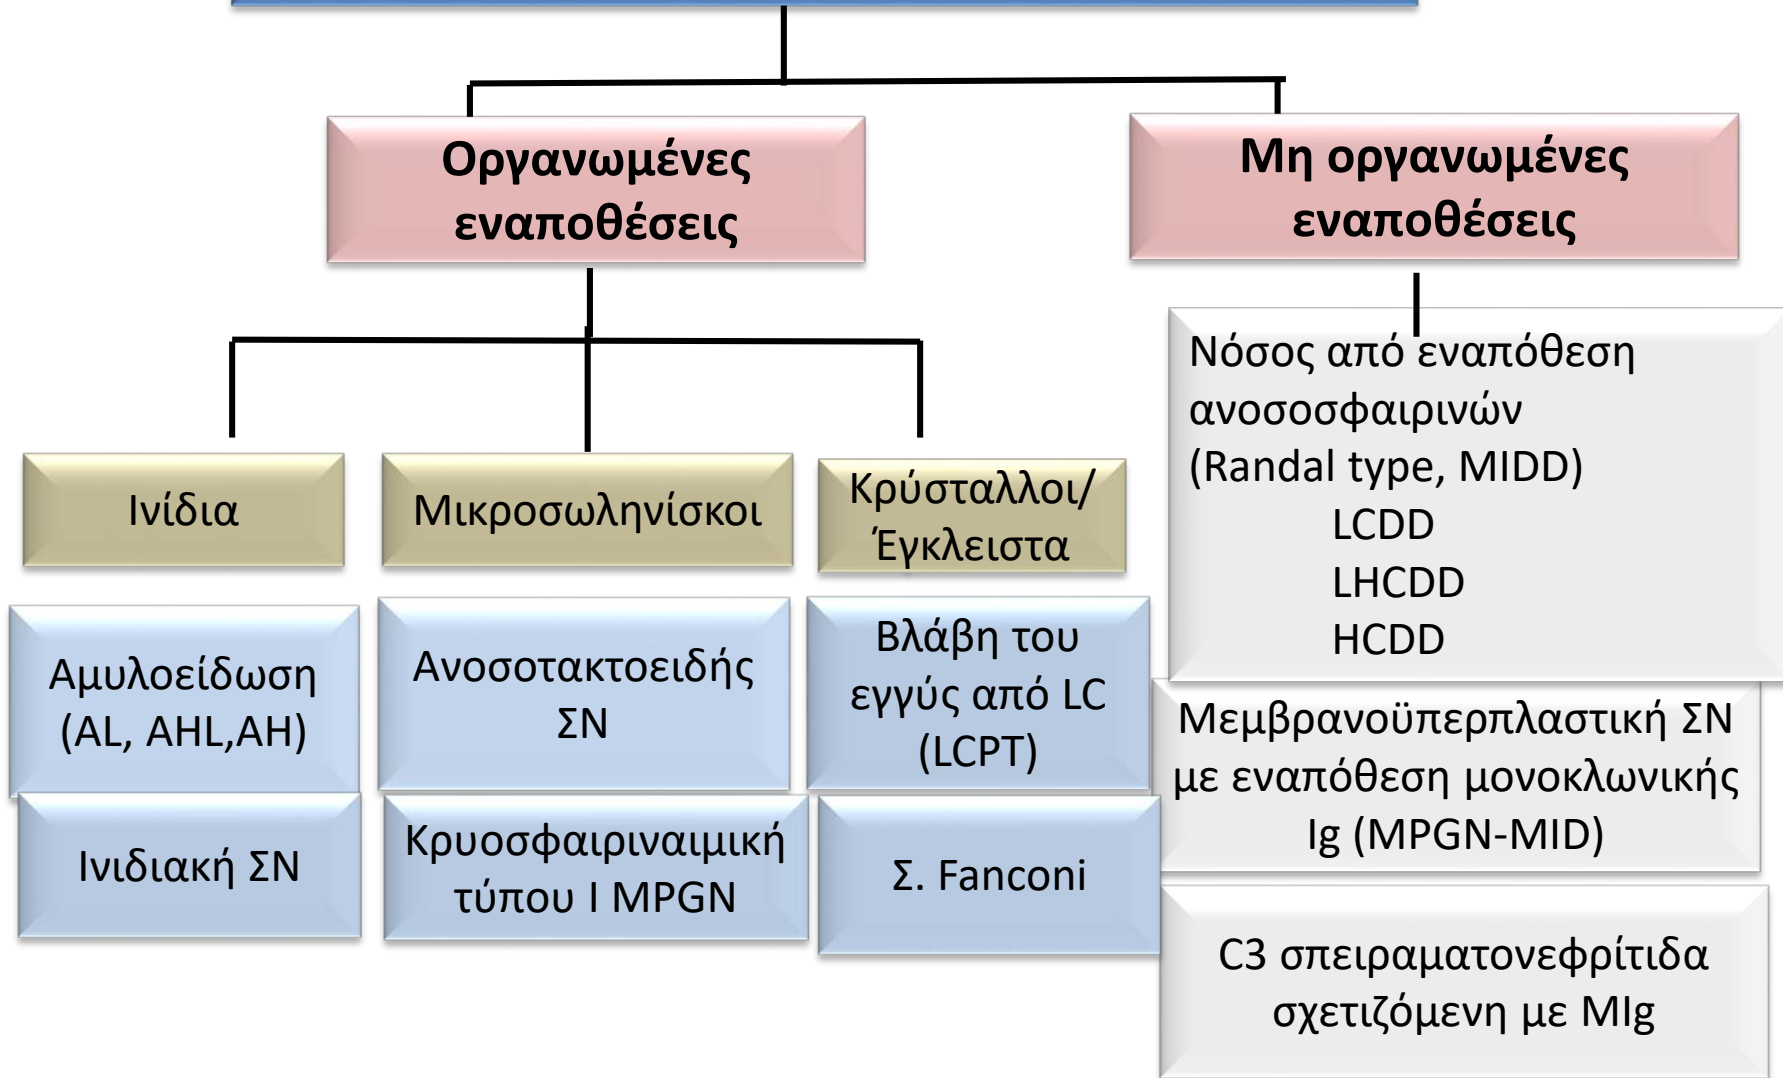 Οργανωμένες
εναποθέσεις
Μη οργανωμένες
εναποθέσεις
Ινίδια
Μικροσωληνίσκοι
Κρύσταλλοι/
Έγκλειστα
Αμυλοείδωση
(AL, AHL,AH)
Ινιδιακή ΣΝ
Ανοσοτακτοειδής
ΣΝ
Κρυοσφαιριναιμική
τύπου Ι MPGN
Βλάβη του
εγγύς από LC
(LCPT)
Σ. Fanconi
Νόσος από εναπόθεση
ανοσοσφαιρινών
(Randal type, MIDD)
LCDD
LHCDD
HCDD
Μεμβρανοϋπερπλαστική ΣΝ
με εναπόθεση μονοκλωνικής
Ig (MPGN-MID)
C3 σπειραματονεφρίτιδα
σχετιζόμενη με MIg